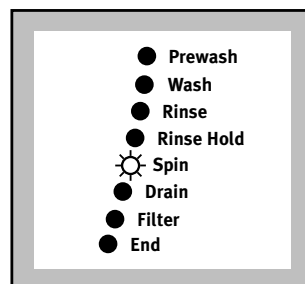 Prewash
Wash
Rinse
Rinse Hold
Spin
Drain
Filter
End